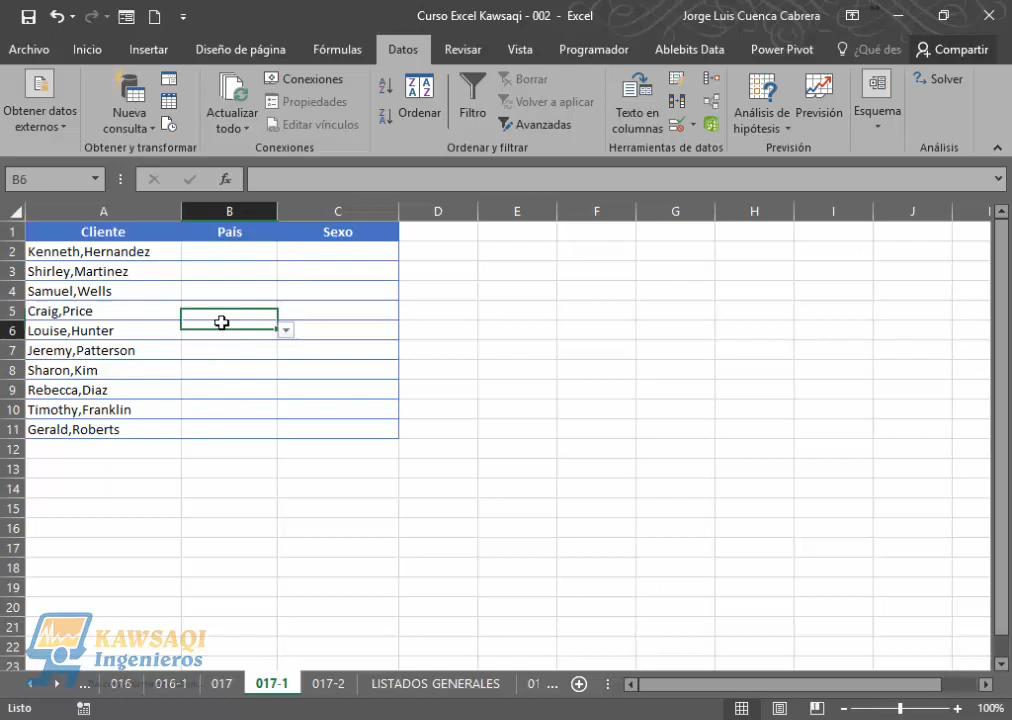 Curso Excel Kawsaqi - 002 - Excel
Jorge Luis Cuenca Cabrera
Archivo Inicio Insertar Diseño de página Fórmulas Datos Revisar Vista Programador Ablebits Data Power Pivot ¿Qué des Compartir
Obtener datos externos
Nueva consulta
Obtener y transformar
Actualizar todo
Conexiones
Propiedades
Editar vínculos
Conexiones
Ordenar
Filtro
Borrar
Volver a aplicar
Avanzadas
Ordenar y filtrar
Texto en columnas
Herramientas de datos
Análisis de hipótesis
Previsión
Previsión
Esquema
Solver
Análisis
B6
fx
A B C D E F G H I J K
1 Cliente País Sexo
2 Kenneth,Hernandez
3 Shirley,Martinez
4 Samuel,Wells
5 Craig,Price
6 Louise,Hunter
7 Jeremy,Patterson
8 Sharon,Kim
9 Rebecca,Diaz
10 Timothy,Franklin
11 Gerald,Roberts
12
13
14
15
16
17
18
19
20
21
22
23
KAWSAQI
Ingenieros
... 016 016-1 017 017-1 017-2 LISTADOS GENERALES 01 ...
Listo
100%